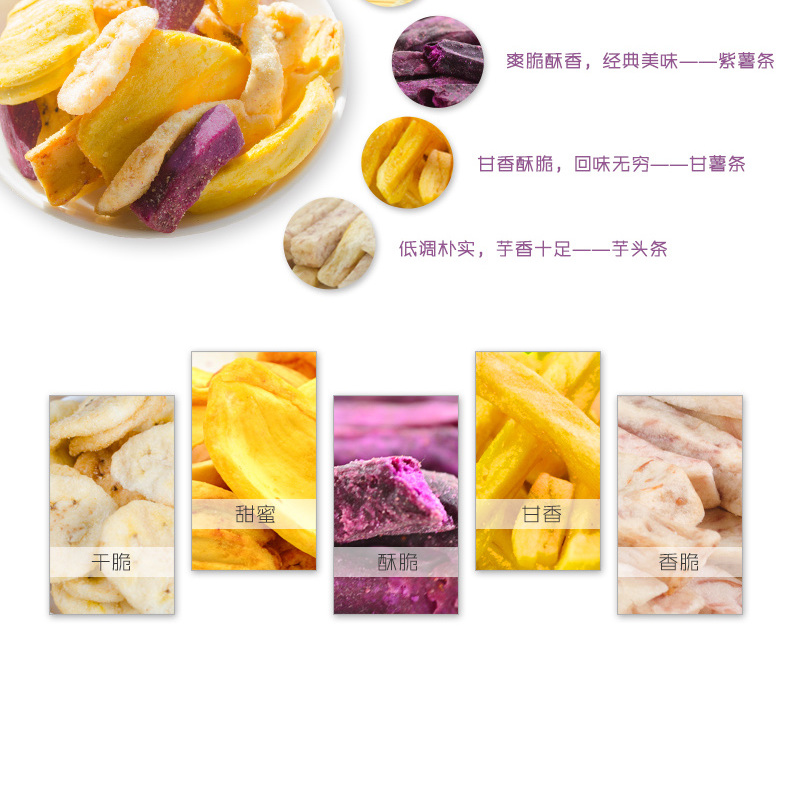 爽脆酥香，经典美味——紫薯条
甘香酥脆，回味无穷——甘薯条
低调朴实，芋香十足——芋头条
甜蜜
甘香
干脆
酥脆
香脆